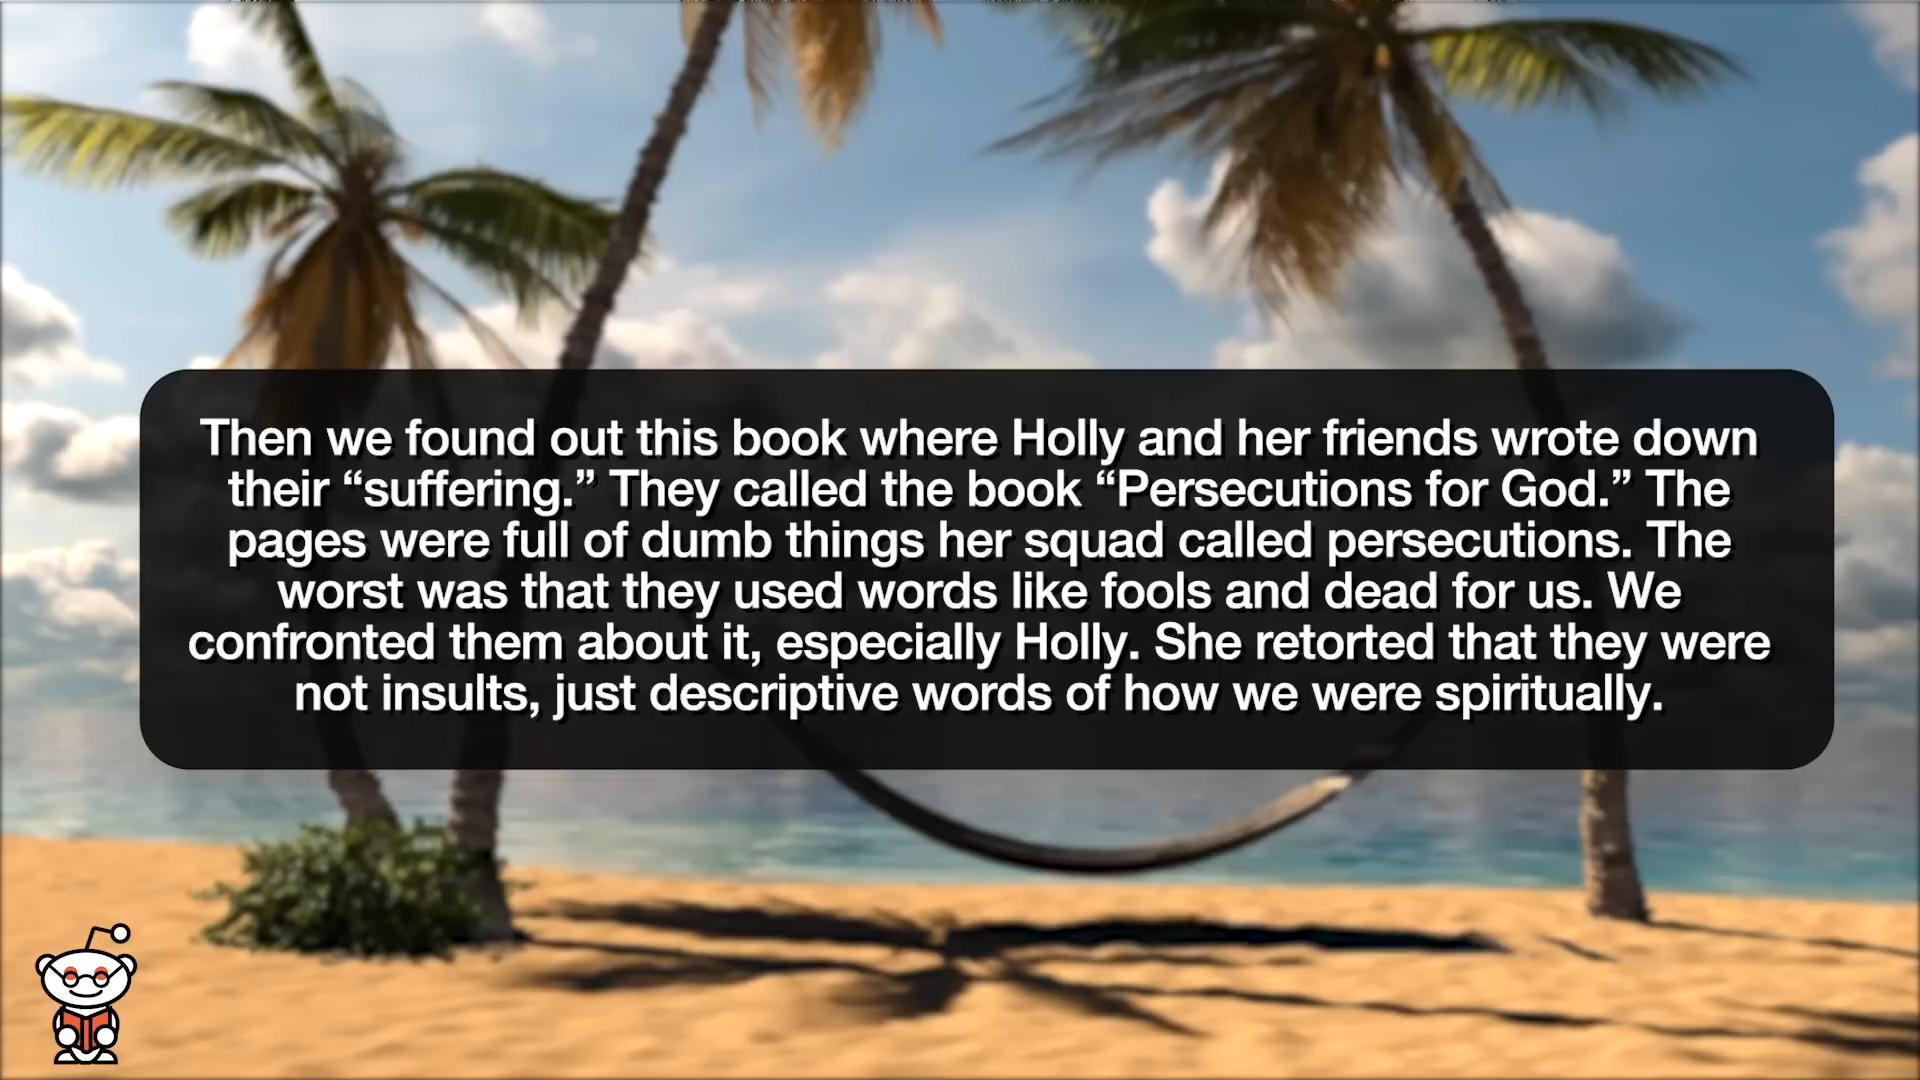 Then we found out this book where Holly and her friends wrote down
their “suffering.” They called the book “Persecutions for God.” The
pages were full of dumb things her squad called persecutions. The
worst was that they used words like fools and dead for us. We
confronted them about it, especially Holly. She retorted that they were
not insults, just descriptive words of how we were spiritually.